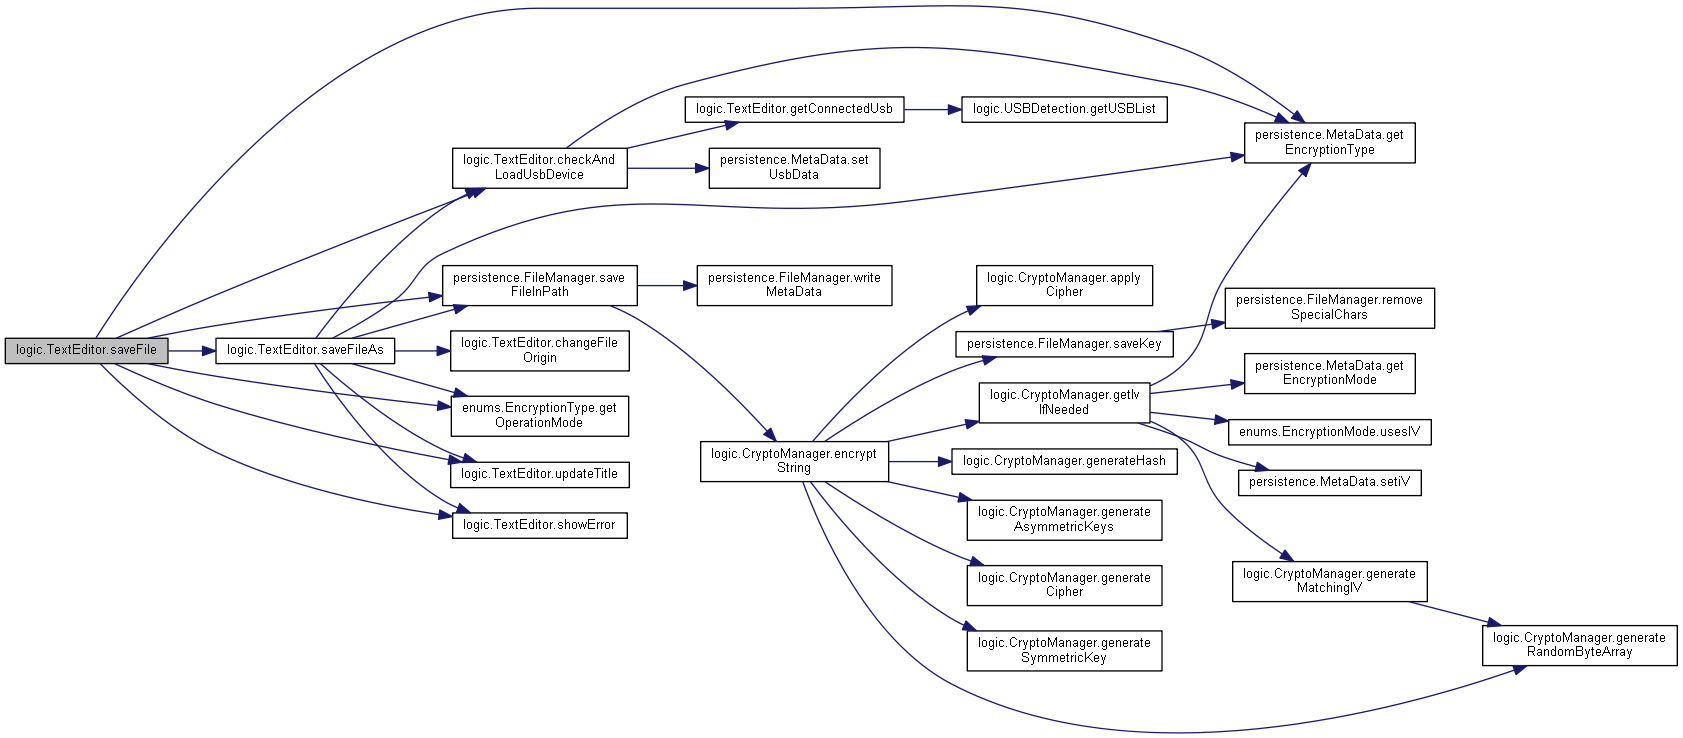 logic.TextEditor.saveFile
logic.TextEditor.saveFileAs
logic.TextEditor.checkAnd
LoadUsbDevice
persistence.FileManager.save
FileInPath
logic.TextEditor.changeFile
Origin
enums.EncryptionType.get
OperationMode
logic.TextEditor.updateTitle
logic.TextEditor.showError
logic.TextEditor.getConnectedUsb
persistence.MetaData.set
UsbData
persistence.FileManager.write
MetaData
logic.CryptoManager.encrypt
String
logic.USBDetection.getUSBList
logic.CryptoManager.apply
Cipher
persistence.FileManager.saveKey
logic.CryptoManager.getIv
IfNeeded
logic.CryptoManager.generateHash
logic.CryptoManager.generate
AsymmetricKeys
logic.CryptoManager.generate
Cipher
logic.CryptoManager.generate
SymmetricKey
persistence.MetaData.get
EncryptionType
persistence.FileManager.remove
SpecialChars
persistence.MetaData.get
EncryptionMode
enums.EncryptionMode.usesIV
persistence.MetaData.setiV
logic.CryptoManager.generate
MatchingIV
logic.CryptoManager.generate
RandomByteArray